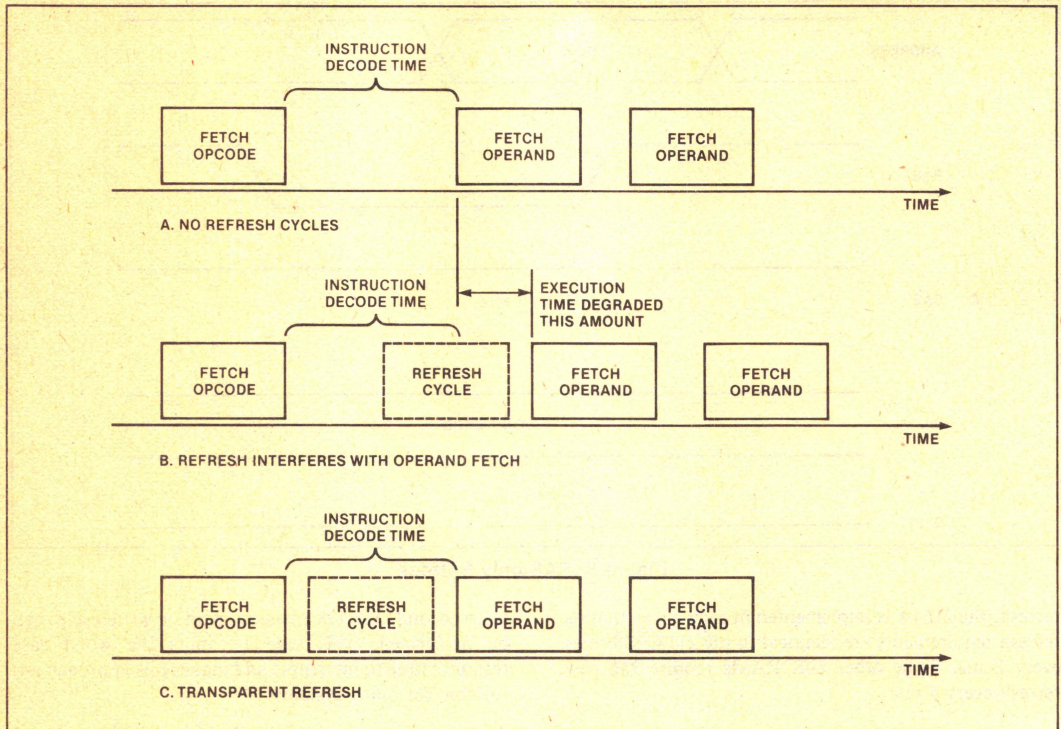 INSTRUCTION
DECODE TIME
FETCH
OPCODE
FETCH
OPERAND
FETCH
OPERAND
TIME
A. NO REFRESH CYCLES
INSTRUCTION
DECODE TIME
EXECUTION
TIME DEGRADED
THIS AMOUNT
FETCH
OPCODE
REFRESH
CYCLE
FETCH
OPERAND
FETCH
OPERAND
TIME
B. REFRESH INTERFERES WITH OPERAND FETCH
INSTRUCTION
DECODE TIME
FETCH
OPCODE
REFRESH
CYCLE
FETCH
OPERAND
FETCH
OPERAND
TIME
C. TRANSPARENT REFRESH